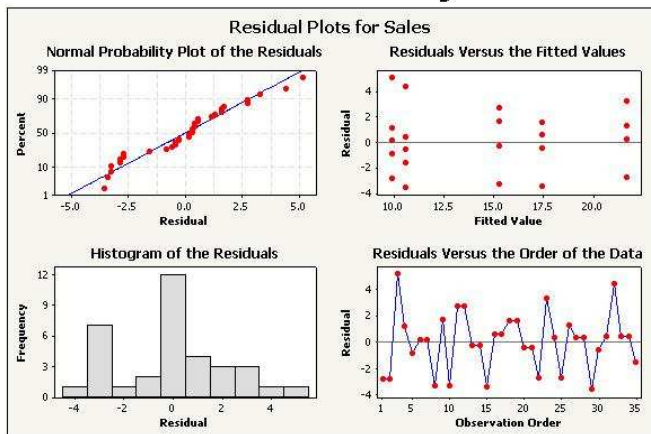 Residual Plots for Sales
Normal Probability Plot of the Residuals
99
90
50
10
1
Percent
-5.0 -2.5 0.0 2.5 5.0
Residual
Residuals Versus the Fitted Values
4
2
0
-2
-4
Residual
10.0 12.5 15.0 17.5 20.0
Fitted Value
Histogram of the Residuals
12
9
6
3
0
Frequency
-4 -2 0 2 4
Residual
Residuals Versus the Order of the Data
4
2
0
-2
-4
Residual
1 5 10 15 20 25 30 35
Observation Order